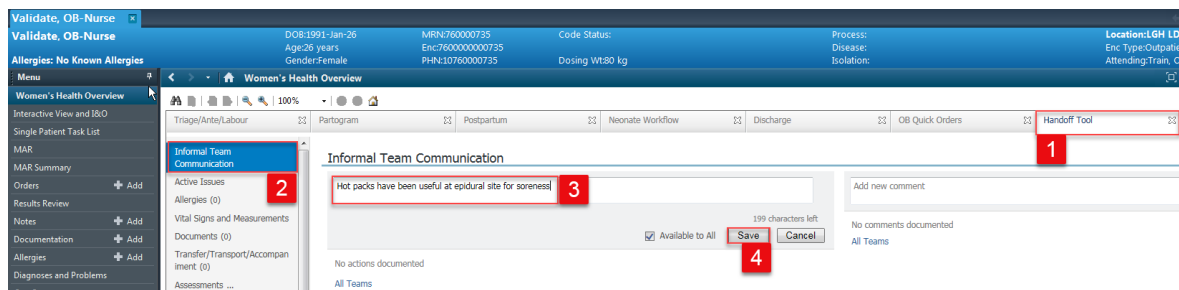 Validate, OB-Nurse
Validate, OB-Nurse DOB:1991-Jan-26 MRN:760000735 Code Status: Process: Location:LGH LD
Age:26 years Enc:7600000000735 Disease: Enc Type:Outpatie
Allergies: No Known Allergies Gender:Female PHN:10760000735 Dosing Wt:80 kg Isolation: Attending:Train, C
Menu
Women's Health Overview
Women's Health Overview
100%
Interactive View and I&O
Single Patient Task List
MAR
MAR Summary
Orders Add
Results Review
Notes Add
Documentation Add
Allergies Add
Diagnoses and Problems
Triage/Ante/Labour Partogram Postpartum Neonate Workflow Discharge OB Quick Orders Handoff Tool
1
Informal Team
Communication
2
Active Issues
Allergies (0)
Vital Signs and Measurements
Documents (0)
Transfer/Transport/Accompan
iment (0)
Assessments ...
Informal Team Communication
Hot packs have been useful at epidural site for soreness
3
199 characters left
Available to All Save Cancel
4
No actions documented
All Teams
Add new comment
No comments documented
All Teams